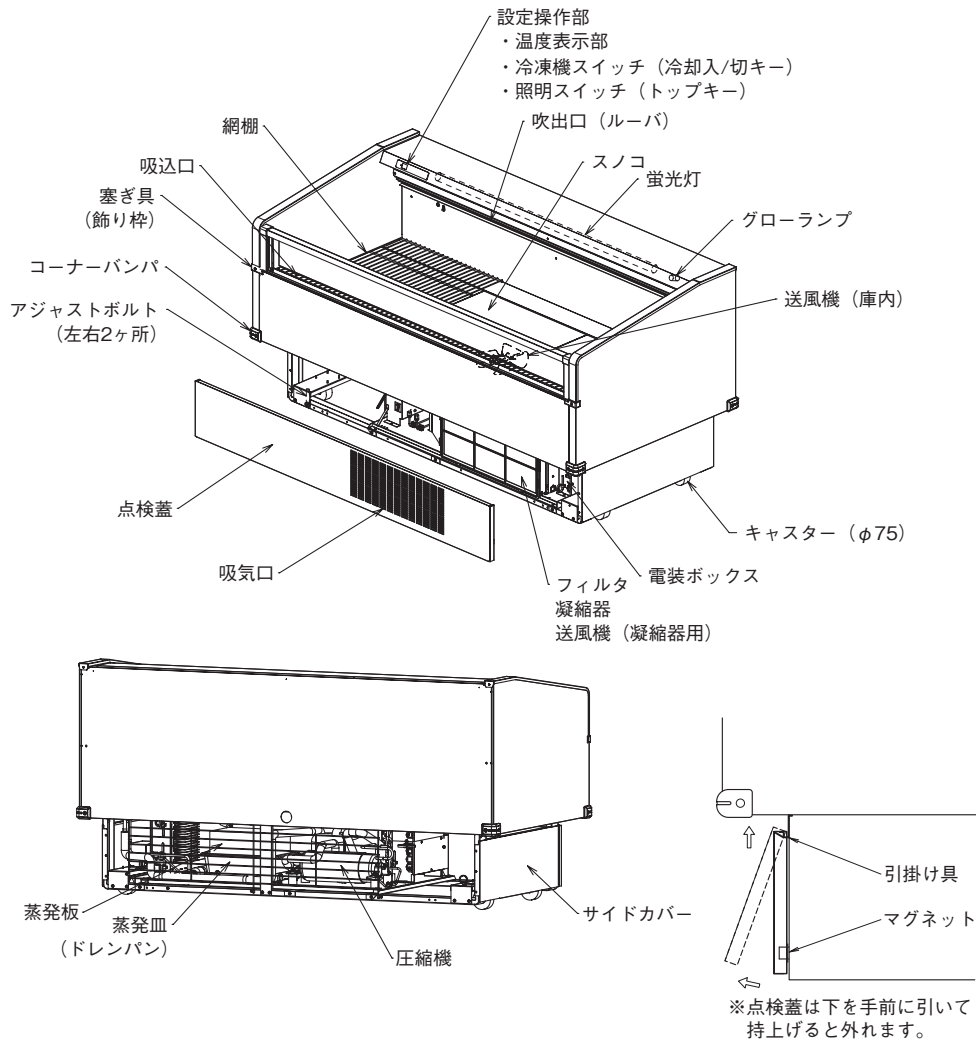 設定操作部
・温度表示部
・冷凍機スイッチ（冷却入/切キー）
・照明スイッチ（トップキー）
吹出口（ルーバ）
網棚
スノコ
吸込口
蛍光灯
塞ぎ具
（飾り枠）
グローランプ
コーナーバンパ
送風機（庫内）
アジャストボルト
（左右2ヶ所）
点検蓋
キャスター（φ75）
吸気口
電装ボックス
フィルタ
凝縮器
送風機（凝縮器用）
引掛け具
マグネット
蒸発板
蒸発皿
（ドレンパン）
サイドカバー
圧縮機
※点検蓋は下を手前に引いて
持上げると外れます。